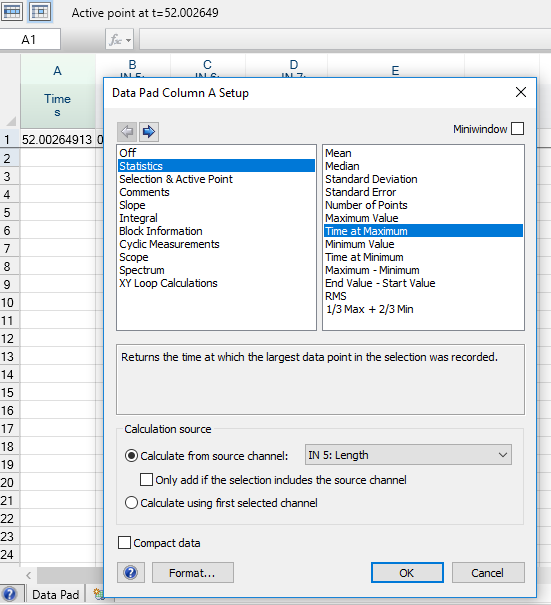 Active point at t=52.002649
A1
fx
A B C D E
IN 5: IN 6: IN 7:
Time
s
Data Pad Column A Setup
Miniwindow
Off
Statistics
Selection & Active Point
Comments
Slope
Integral
Block Information
Cyclic Measurements
Scope
Spectrum
XY Loop Calculations
Mean
Median
Standard Deviation
Standard Error
Number of Points
Maximum Value
Time at Maximum
Minimum Value
Time at Minimum
Maximum - Minimum
End Value - Start Value
RMS
1/3 Max + 2/3 Min
Returns the time at which the largest data point in the selection was recorded.
Calculation source
Calculate from source channel: IN 5: Length
Only add if the selection includes the source channel
Calculate using first selected channel
Compact data
? Format... OK Cancel
1 52.00264913 0
2
3
4
5
6
7
8
9
10
11
12
13
14
15
16
17
18
19
20
21
22
23
24
? Data Pad